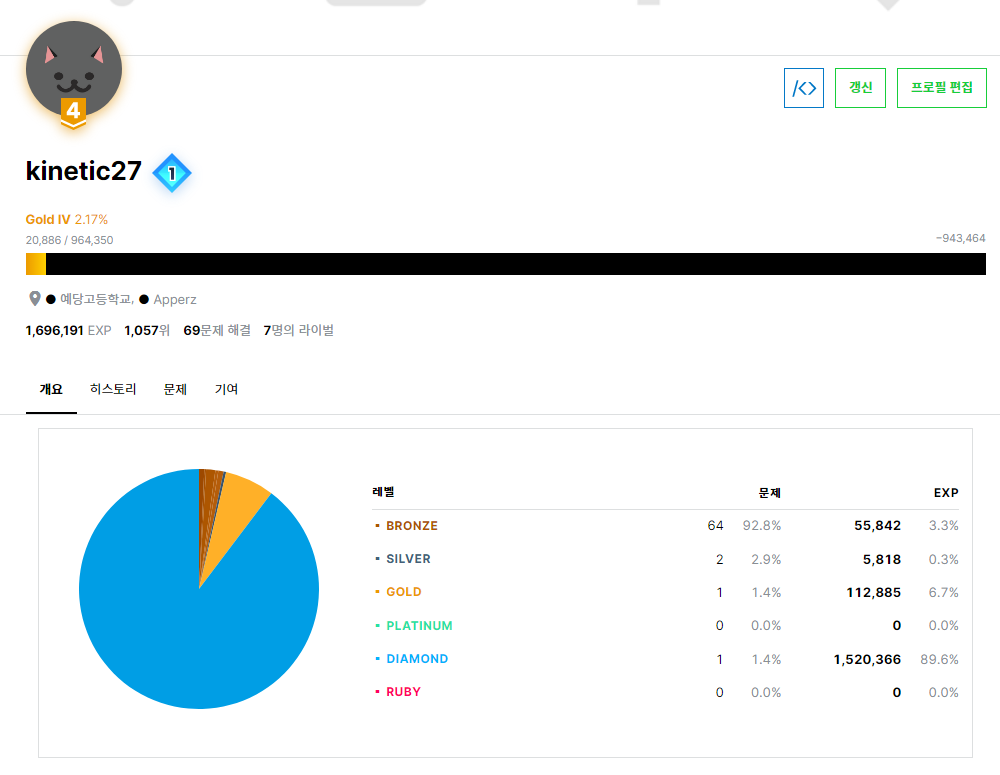 4
/<>
갱신
프로필 편집
kinetic27 1
Gold IV 2.17%
20,886 / 964,350
−943,464
예당고등학교, Apperz
1,696,191 EXP 1,057위 69문제 해결 7명의 라이벌
개요 히스토리 문제 기여
레벨 문제 EXP
BRONZE 64 92.8% 55,842 3.3%
SILVER 2 2.9% 5,818 0.3%
GOLD 1 1.4% 112,885 6.7%
PLATINUM 0 0.0% 0 0.0%
DIAMOND 1 1.4% 1,520,366 89.6%
RUBY 0 0.0% 0 0.0%